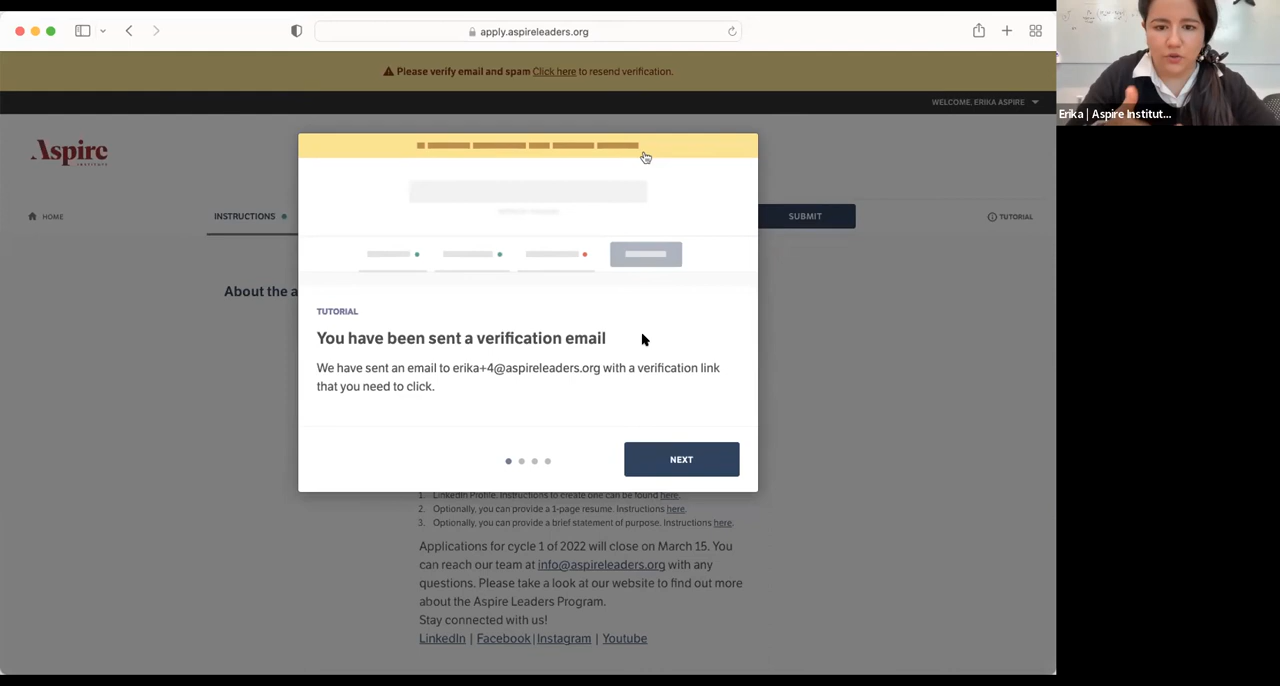 apply.aspireleaders.org
Please verify email and spam Click here to resend verification.
WELCOME, ERIKA ASPIRE
Erika | Aspire Institut...
Aspire
INSTITUTE
HOME
INSTRUCTIONS
SUBMIT
TUTORIAL
About the a
TUTORIAL
You have been sent a verification email
We have sent an email to erika+4@aspireleaders.org with a verification link
that you need to click.
NEXT
1. LinkedIn Profile. Instructions to create one can be found here.
2. Optionally, you can provide a 1-page resume. Instructions here.
3. Optionally, you can provide a brief statement of purpose. Instructions here.
Applications for cycle 1 of 2022 will close on March 15. You
can reach our team at info@aspireleaders.org with any
questions. Please take a look at our website to find out more
about the Aspire Leaders Program.
Stay connected with us!
LinkedIn | Facebook | Instagram | Youtube